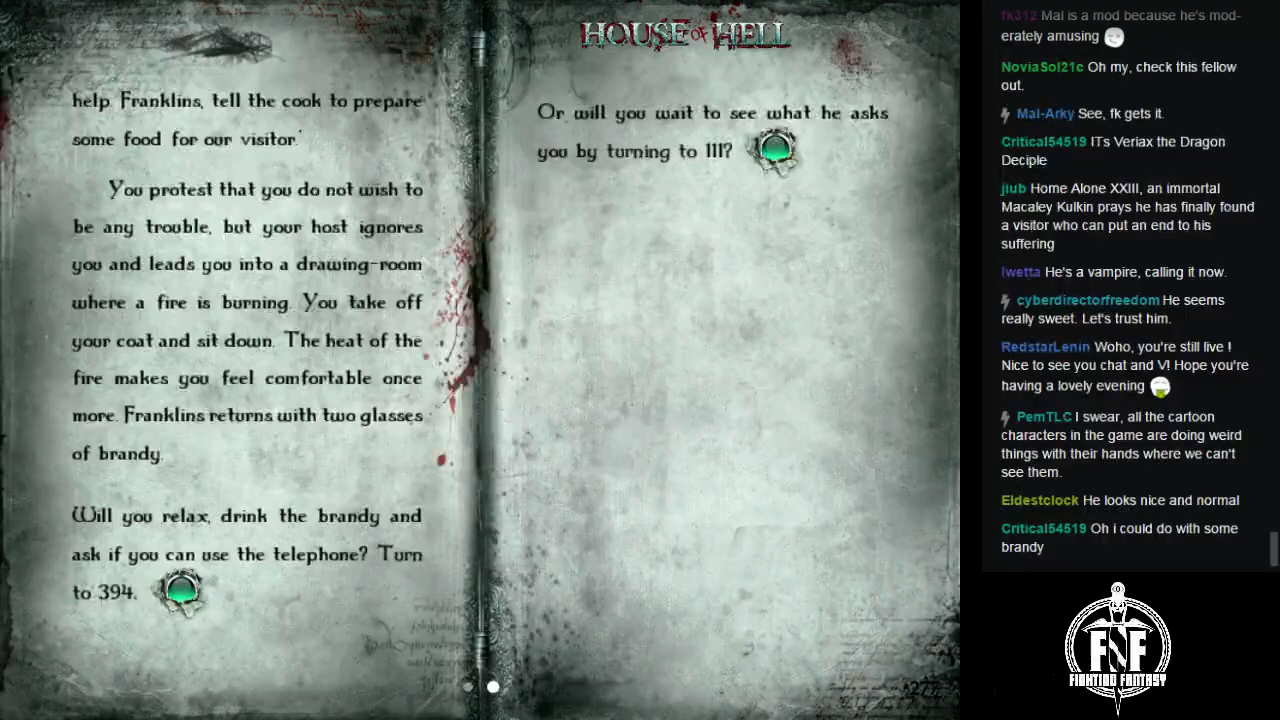 help. Franklins, tell the cook to prepare
some food for our visitor.'
You protest that you do not wish to
be any trouble, but your host ignores
you and leads you into a drawing-room
where a fire is burning. You take off
your coat and sit down. The heat of the
fire makes you feel comfortable once
more. Franklins returns with two glasses
of brandy.
Will you relax, drink the brandy and
ask if you can use the telephone? Turn
to 394.
HOUSE OF HELL
Or will you wait to see what he asks
you by turning to 111?
fk312 Mal is a mod because he's mod-
erately amusing
NoviaSol21c Oh my, check this fellow
out.
Mal-Arky See, fk gets it.
Critical54519 ITs Veriax the Dragon
Deciple
jiub Home Alone XXIII, an immortal
Macaley Kulkin prays he has finally found
a visitor who can put an end to his
suffering
lwetta He's a vampire, calling it now.
cyberdirectorfreedom He seems
really sweet. Let's trust him.
RedstarLenin Woho, you're still live !
Nice to see you chat and V! Hope you're
having a lovely evening
PemTLC I swear, all the cartoon
characters in the game are doing weird
things with their hands where we can't
see them.
Eldestclock He looks nice and normal
Critical54519 Oh i could do with some
brandy
FNF
FIGHTING FANTASY